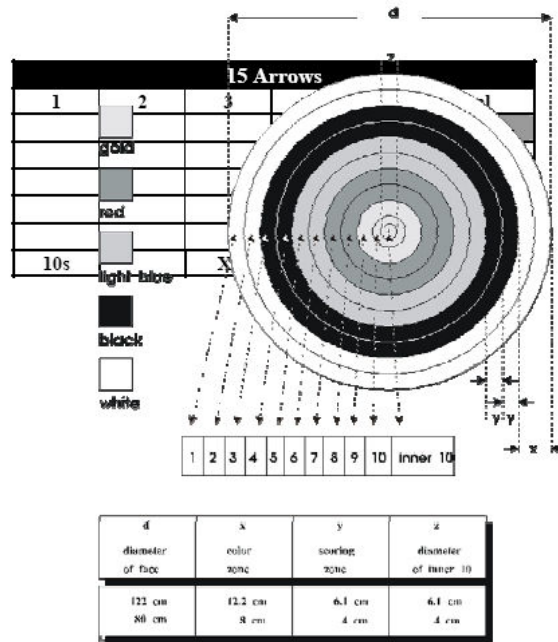 d
z
15 Arrows
1 2 3
gold
red
10s X
light blue
black
white
y y
x
1 2 3 4 5 6 7 8 9 10 inner 10
d x y z
diameter of face color zone scoring zone diameter of inner 10
122 cm 12.2 cm 6.1 cm 6.1 cm
80 cm 8 cm 4 cm 4 cm